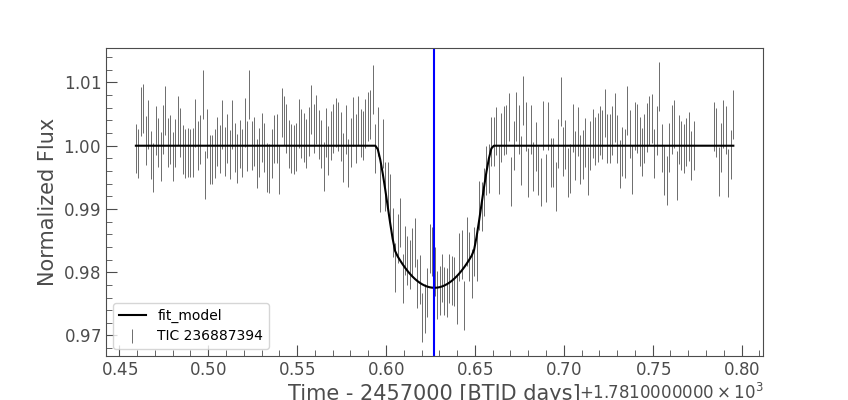 1.01
1.00
0.99
0.98
0.97
Normalized Flux
fit_model
TIC 236887394
0.45 0.50 0.55 0.60 0.65 0.70 0.75 0.80
Time - 2457000 [BTJD days]
+1.7810000000 × 10³